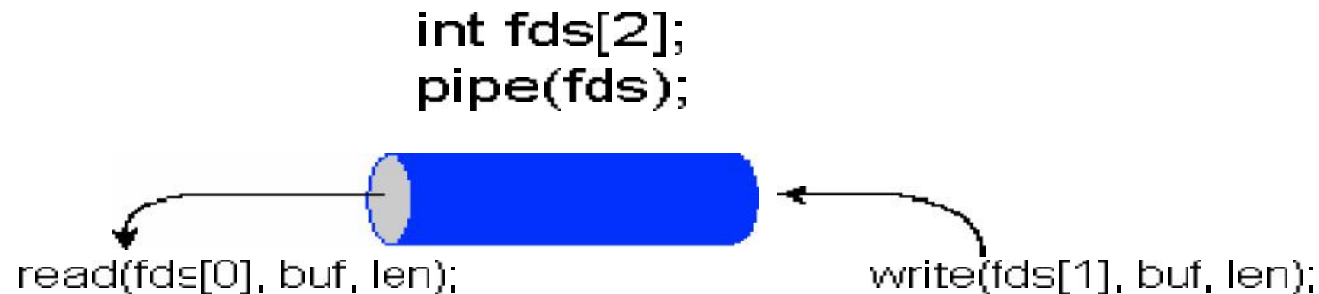 int fds[2];
pipe(fds);
read(fds[0], buf, len);
write(fds[1], buf, len);